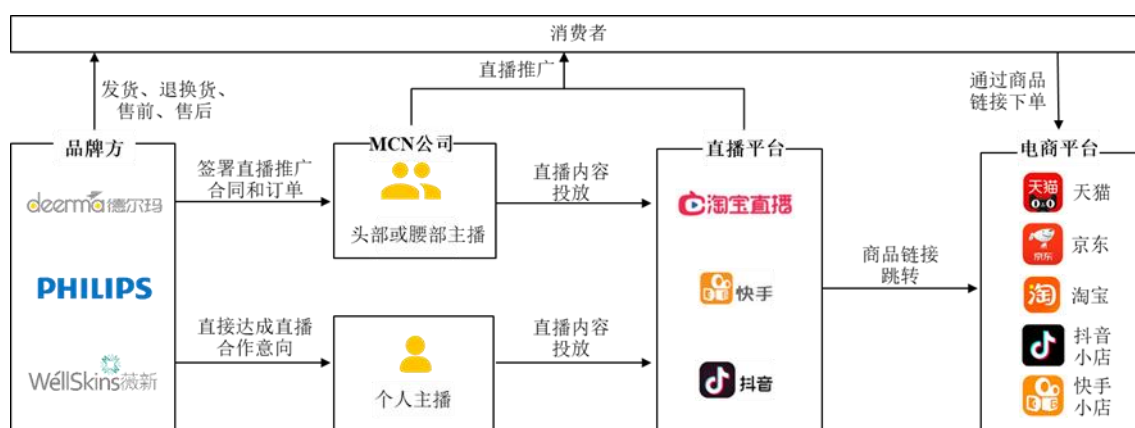 消费者
发货、退换货、
售前、售后
直播推广
通过商品
链接下单
品牌方
签署直播推广
合同和订单
MCN公司
直播内容
投放
直播平台
电商平台
deerma德尔玛
头部或腰部主播
淘宝直播
天猫
天猫
商品链接
跳转
京东
京东
PHILIPS
快手
淘
淘宝
直接达成直播
合作意向
直播内容
投放
抖音
小店
WéllSkins薇新
个人主播
抖音
快手
小店